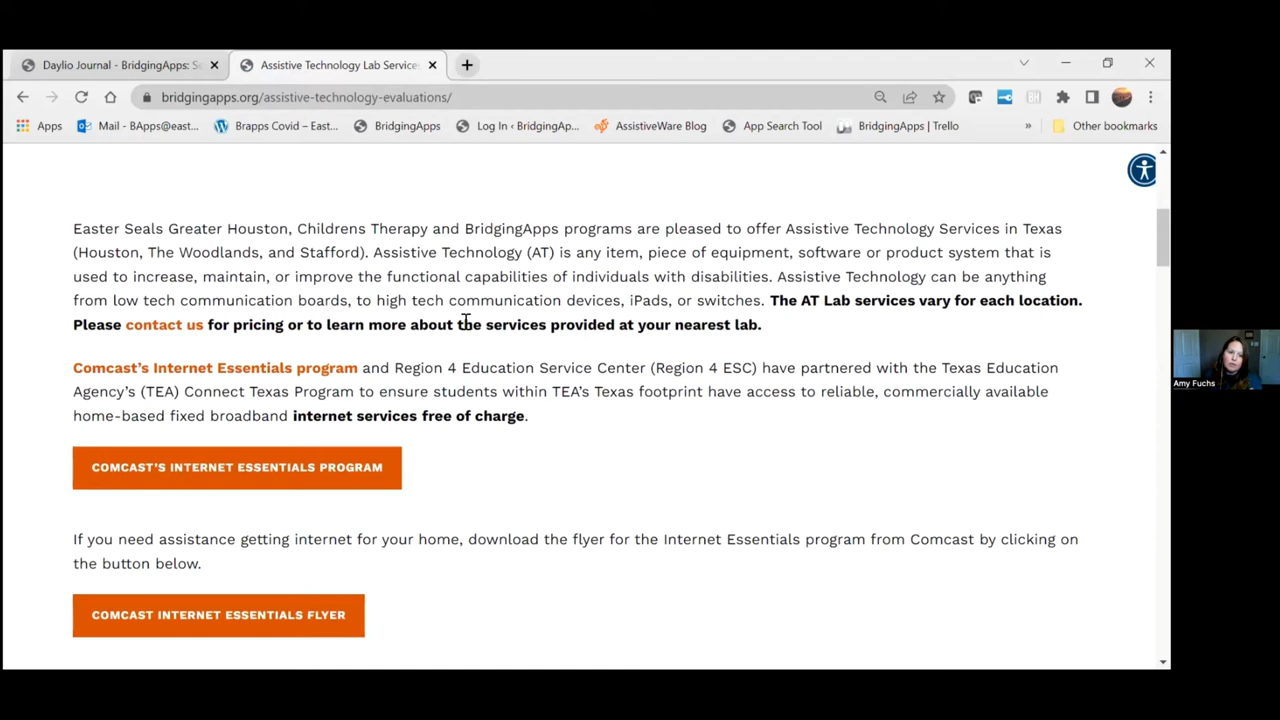 Daylio Journal - BridgingApps: Se
Assistive Technology Lab Service
bridgingapps.org/assistive-technology-evaluations/
Apps
Mail - BApps@east...
Brapps Covid – East...
BridgingApps
Log In ‹ BridgingAp...
AssistiveWare Blog
App Search Tool
BridgingApps | Trello
»
Other bookmarks
Easter Seals Greater Houston, Childrens Therapy and BridgingApps programs are pleased to offer Assistive Technology Services in Texas
(Houston, The Woodlands, and Stafford). Assistive Technology (AT) is any item, piece of equipment, software or product system that is
used to increase, maintain, or improve the functional capabilities of individuals with disabilities. Assistive Technology can be anything
from low tech communication boards, to high tech communication devices, iPads, or switches. The AT Lab services vary for each location.
Please contact us for pricing or to learn more about the services provided at your nearest lab.
Comcast’s Internet Essentials program and Region 4 Education Service Center (Region 4 ESC) have partnered with the Texas Education
Agency’s (TEA) Connect Texas Program to ensure students within TEA’s Texas footprint have access to reliable, commercially available
home-based fixed broadband internet services free of charge.
COMCAST’S INTERNET ESSENTIALS PROGRAM
If you need assistance getting internet for your home, download the flyer for the Internet Essentials program from Comcast by clicking on
the button below.
COMCAST INTERNET ESSENTIALS FLYER
Amy Fuchs